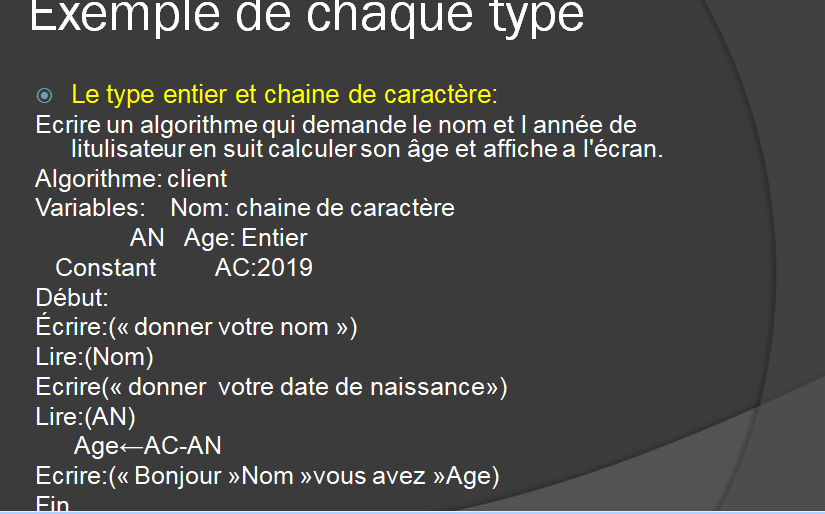 Exemple de chaque type
Le type entier et chaine de caractère:
Ecrire un algorithme qui demande le nom et l année de
litulisateur en suit calculer son âge et affiche a l'écran.
Algorithme: client
Variables: Nom: chaine de caractère
AN Age: Entier
Constant AC:2019
Début:
Écrire:(« donner votre nom »)
Lire:(Nom)
Ecrire(« donner votre date de naissance»)
Lire:(AN)
Age←AC-AN
Ecrire:(« Bonjour »Nom »vous avez »Age)
Fin